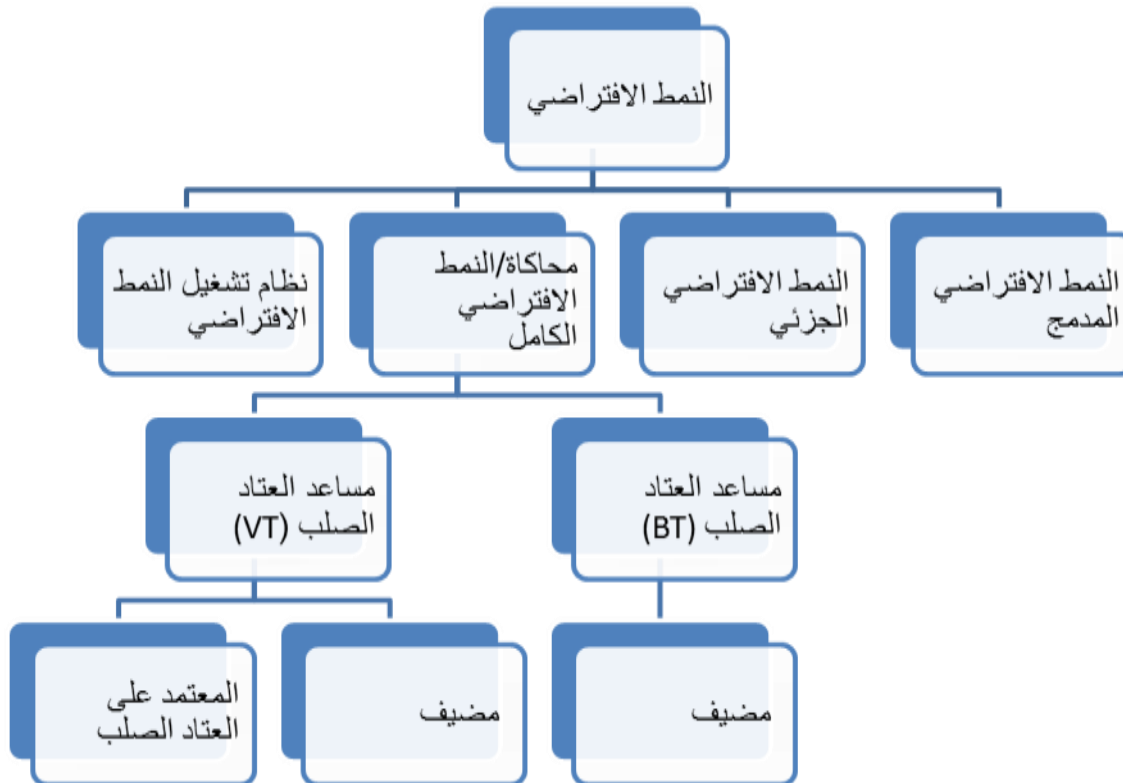 النمط الافتراضي
النمط الافتراضي
المدمج
النمط الافتراضي
الجزئي
محاكاة/النمط
الافتراضي
الكامل
نظام تشغيل النمط
الافتراضي
مساعد العتاد
الصلب (BT)
مساعد العتاد
الصلب (VT)
مضيف
مضيف
المعتمد على
العتاد الصلب